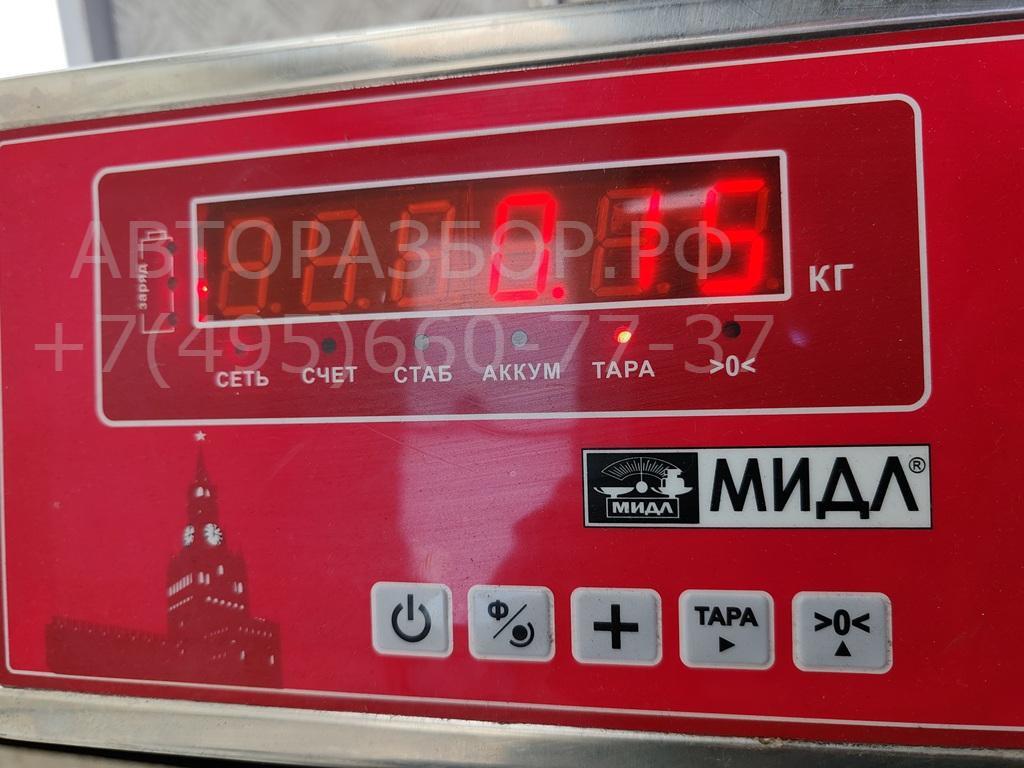 АВТОРАЗБОР.РФ
+7(495)660-77-37
заряд
0.15
КГ
СЕТЬ СЧЕТ СТАБ АККУМ ТАРА >0<
МИДЛ МИДЛ®
Ф ТАРА >0<